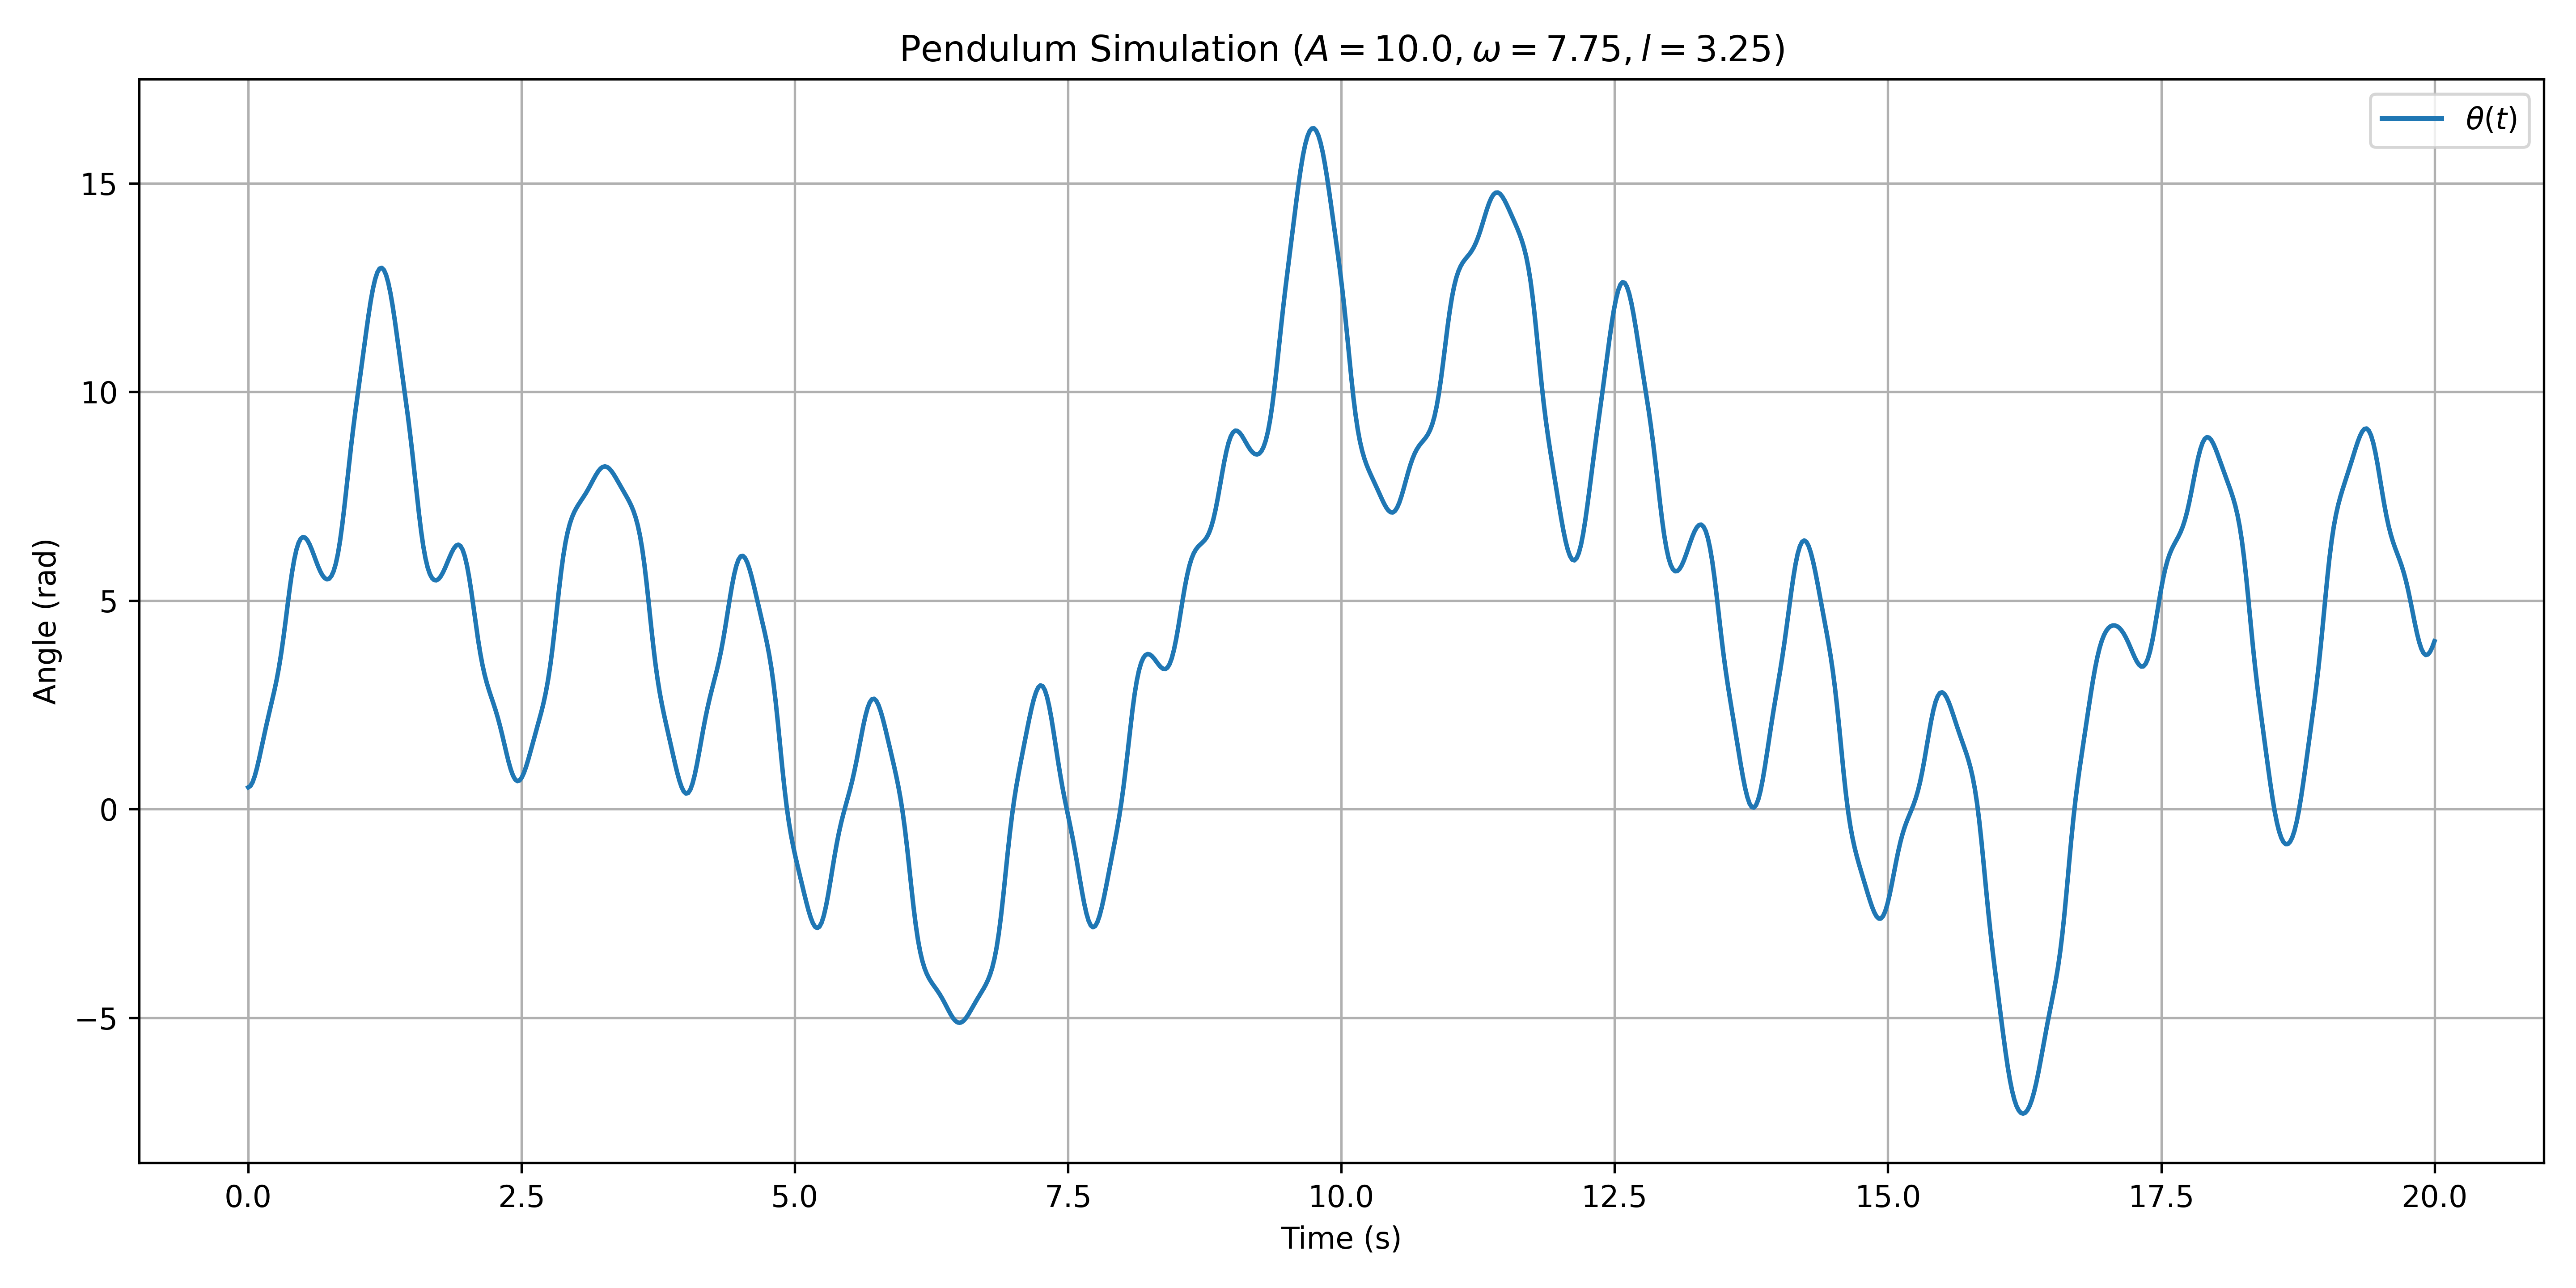 Pendulum Simulation (A = 10.0, ω = 7.75, l = 3.25)
θ(t)
Angle (rad)
15
10
5
0
−5
0.0 2.5 5.0 7.5 10.0 12.5 15.0 17.5 20.0
Time (s)